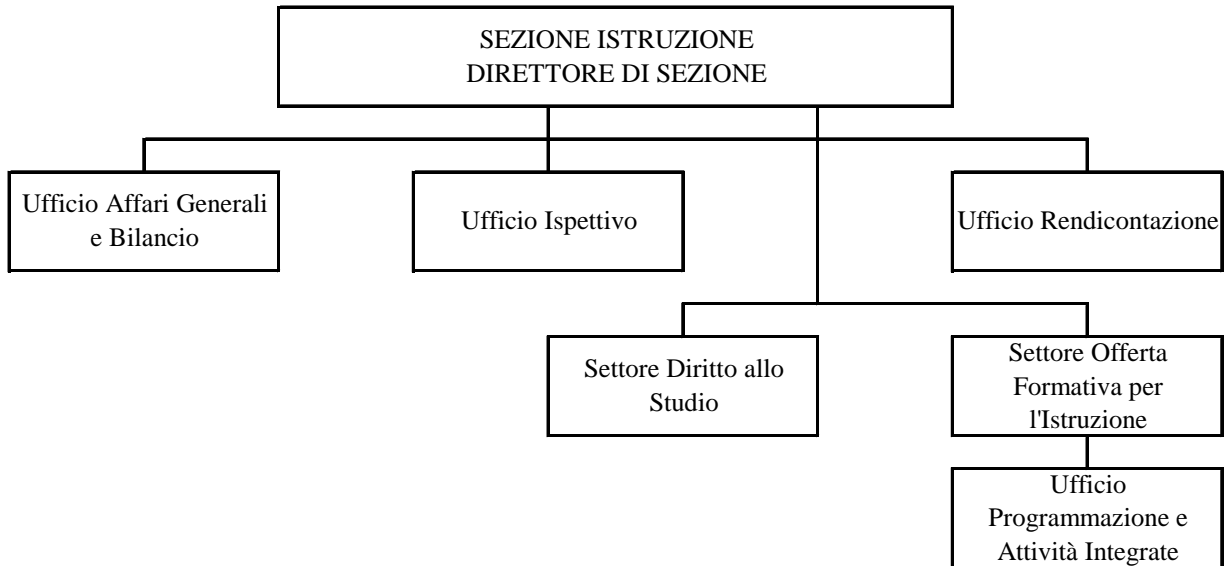 SEZIONE ISTRUZIONE
DIRETTORE DI SEZIONE
Ufficio Affari Generali
e Bilancio
Ufficio Ispettivo
Ufficio Rendicontazione
Settore Diritto allo
Studio
Settore Offerta
Formativa per
l'Istruzione
Ufficio
Programmazione e
Attività Integrate